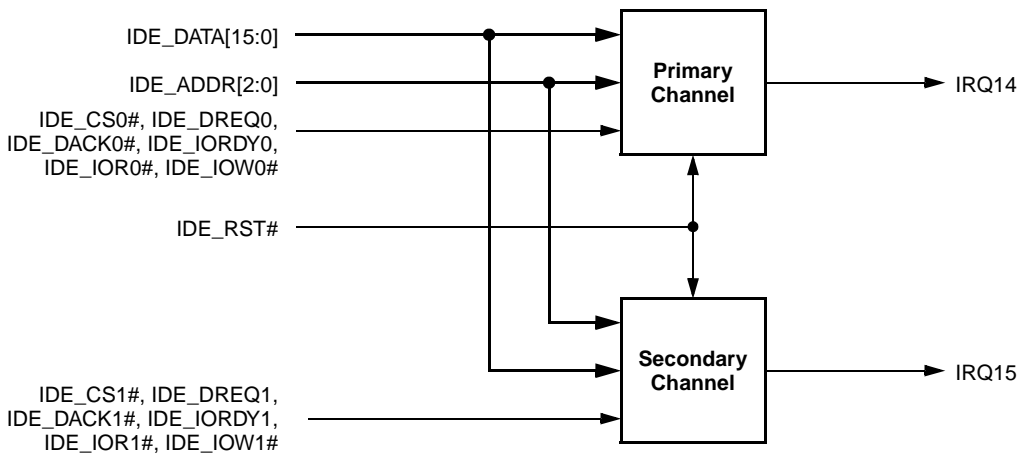 IDE_DATA[15:0]
IDE_ADDR[2:0]
IDE_CS0#, IDE_DREQ0,
IDE_DACK0#, IDE_IORDY0,
IDE_IOR0#, IDE_IOW0#
Primary
Channel
IRQ14
IDE_RST#
Secondary
Channel
IRQ15
IDE_CS1#, IDE_DREQ1,
IDE_DACK1#, IDE_IORDY1,
IDE_IOR1#, IDE_IOW1#